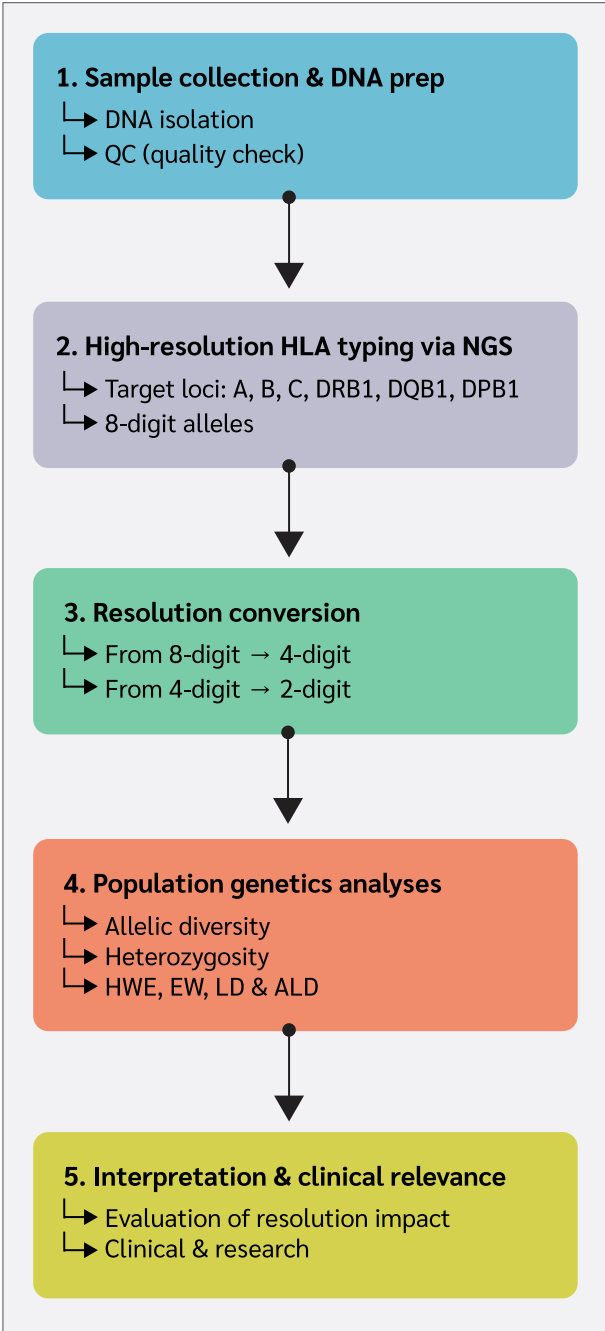 1. Sample collection & DNA prep
DNA isolation
QC (quality check)
2. High-resolution HLA typing via NGS
Target loci: A, B, C, DRB1, DQB1, DPB1
8-digit alleles
3. Resolution conversion
From 8-digit → 4-digit
From 4-digit → 2-digit
4. Population genetics analyses
Allelic diversity
Heterozygosity
HWE, EW, LD & ALD
5. Interpretation & clinical relevance
Evaluation of resolution impact
Clinical & research